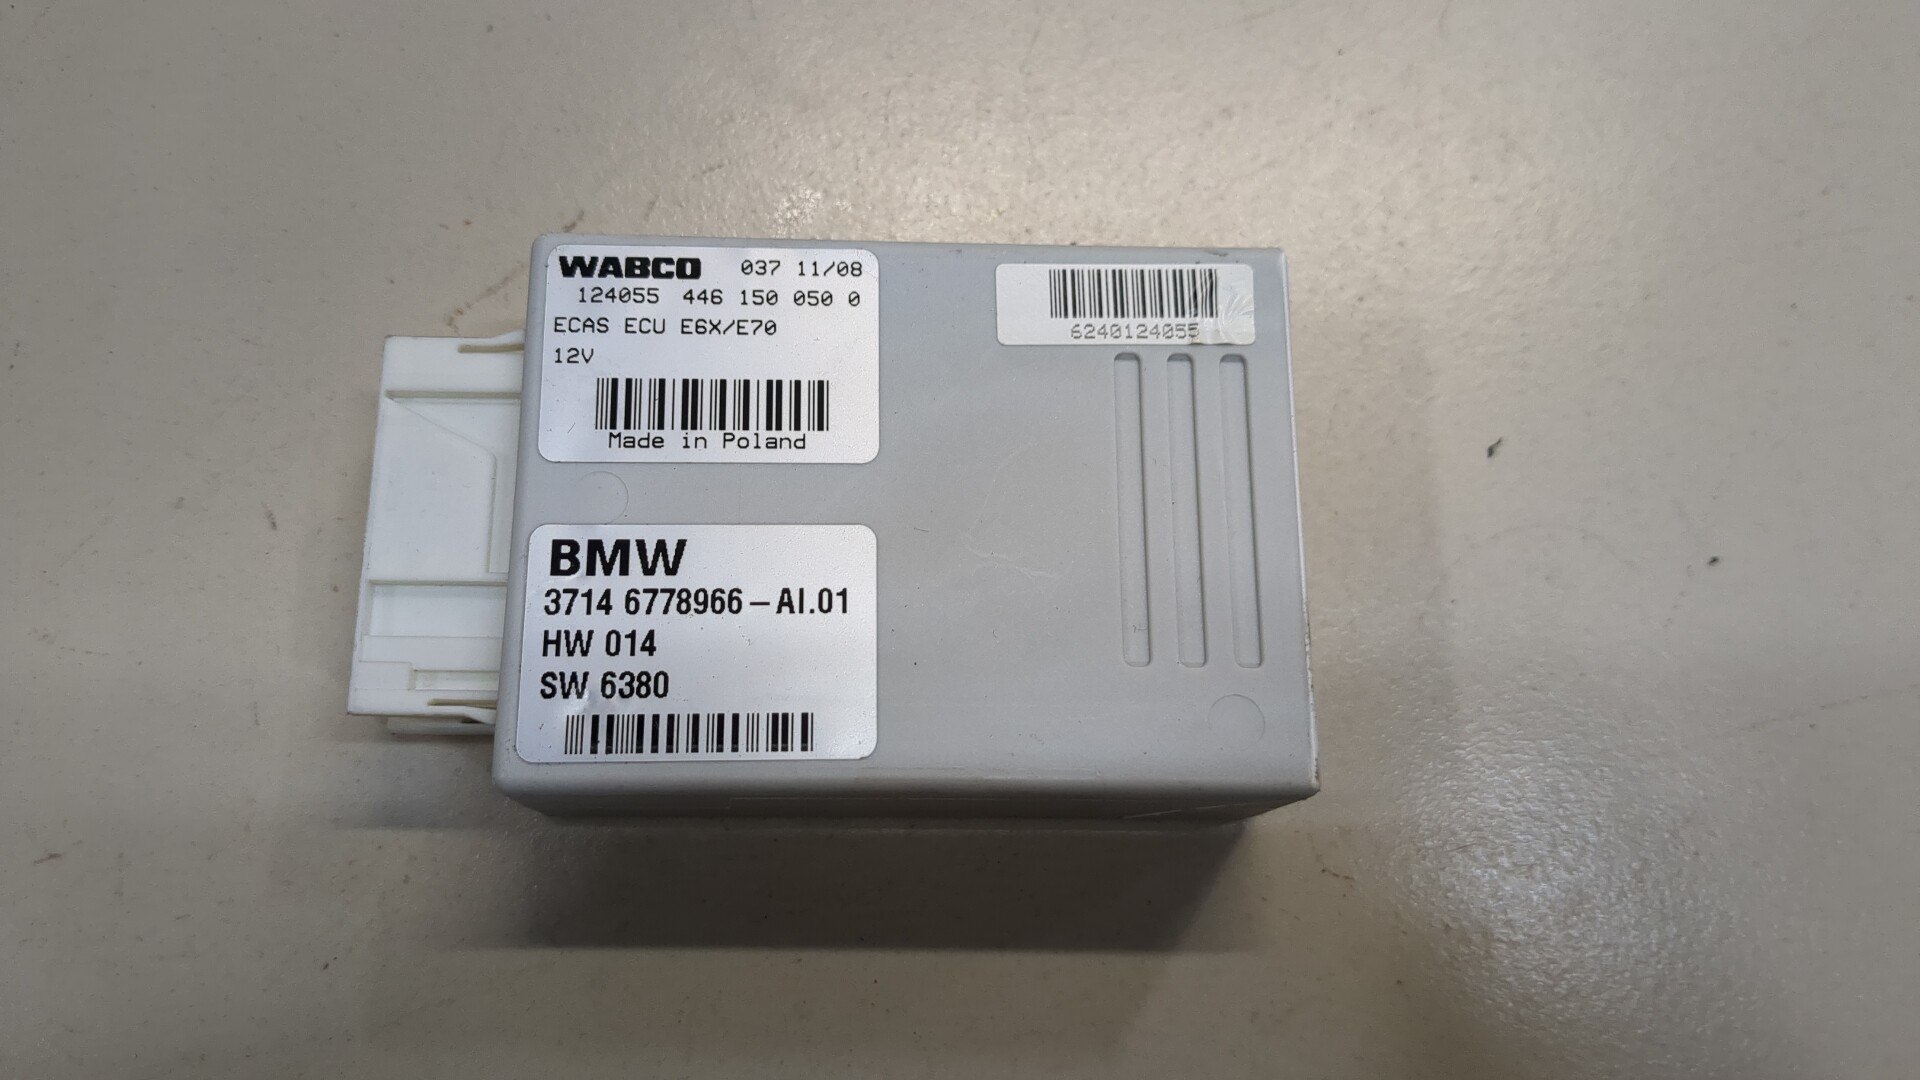 WABCO 037 11/08
124055 446 150 050 0
ECAS ECU E6X/E70
12V
Made in Poland
6240124055
BMW
3714 6778966-AI.01
HW 014
SW 6380